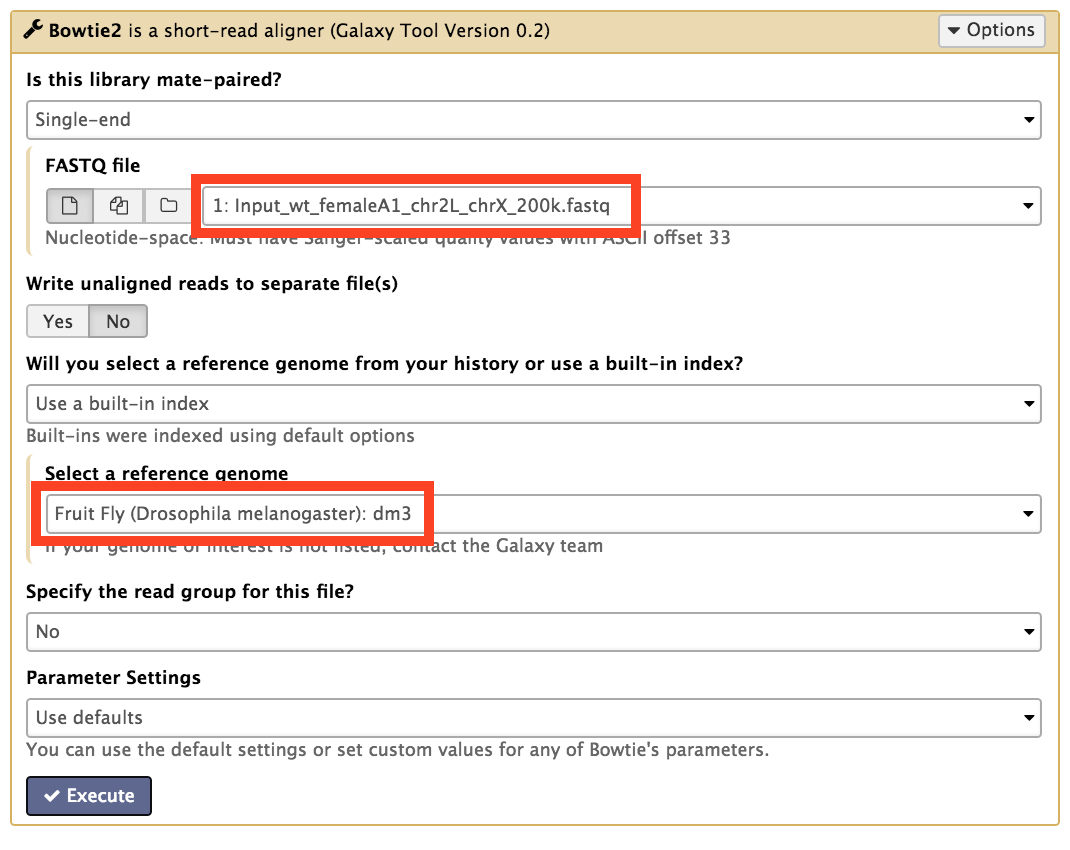 Bowtie2 is a short-read aligner (Galaxy Tool Version 0.2)
Options
Is this library mate-paired?
Single-end
FASTQ file
1: Input_wt_femaleA1_chr2L_chrX_200k.fastq
Nucleotide-space: Must have Sanger-scaled quality values with ASCII offset 33
Write unaligned reads to separate file(s)
Yes No
Will you select a reference genome from your history or use a built-in index?
Use a built-in index
Built-ins were indexed using default options
Select a reference genome
Fruit Fly (Drosophila melanogaster): dm3
If your genome of interest is not listed, contact the Galaxy team
Specify the read group for this file?
No
Parameter Settings
Use defaults
You can use the default settings or set custom values for any of Bowtie's parameters.
Execute